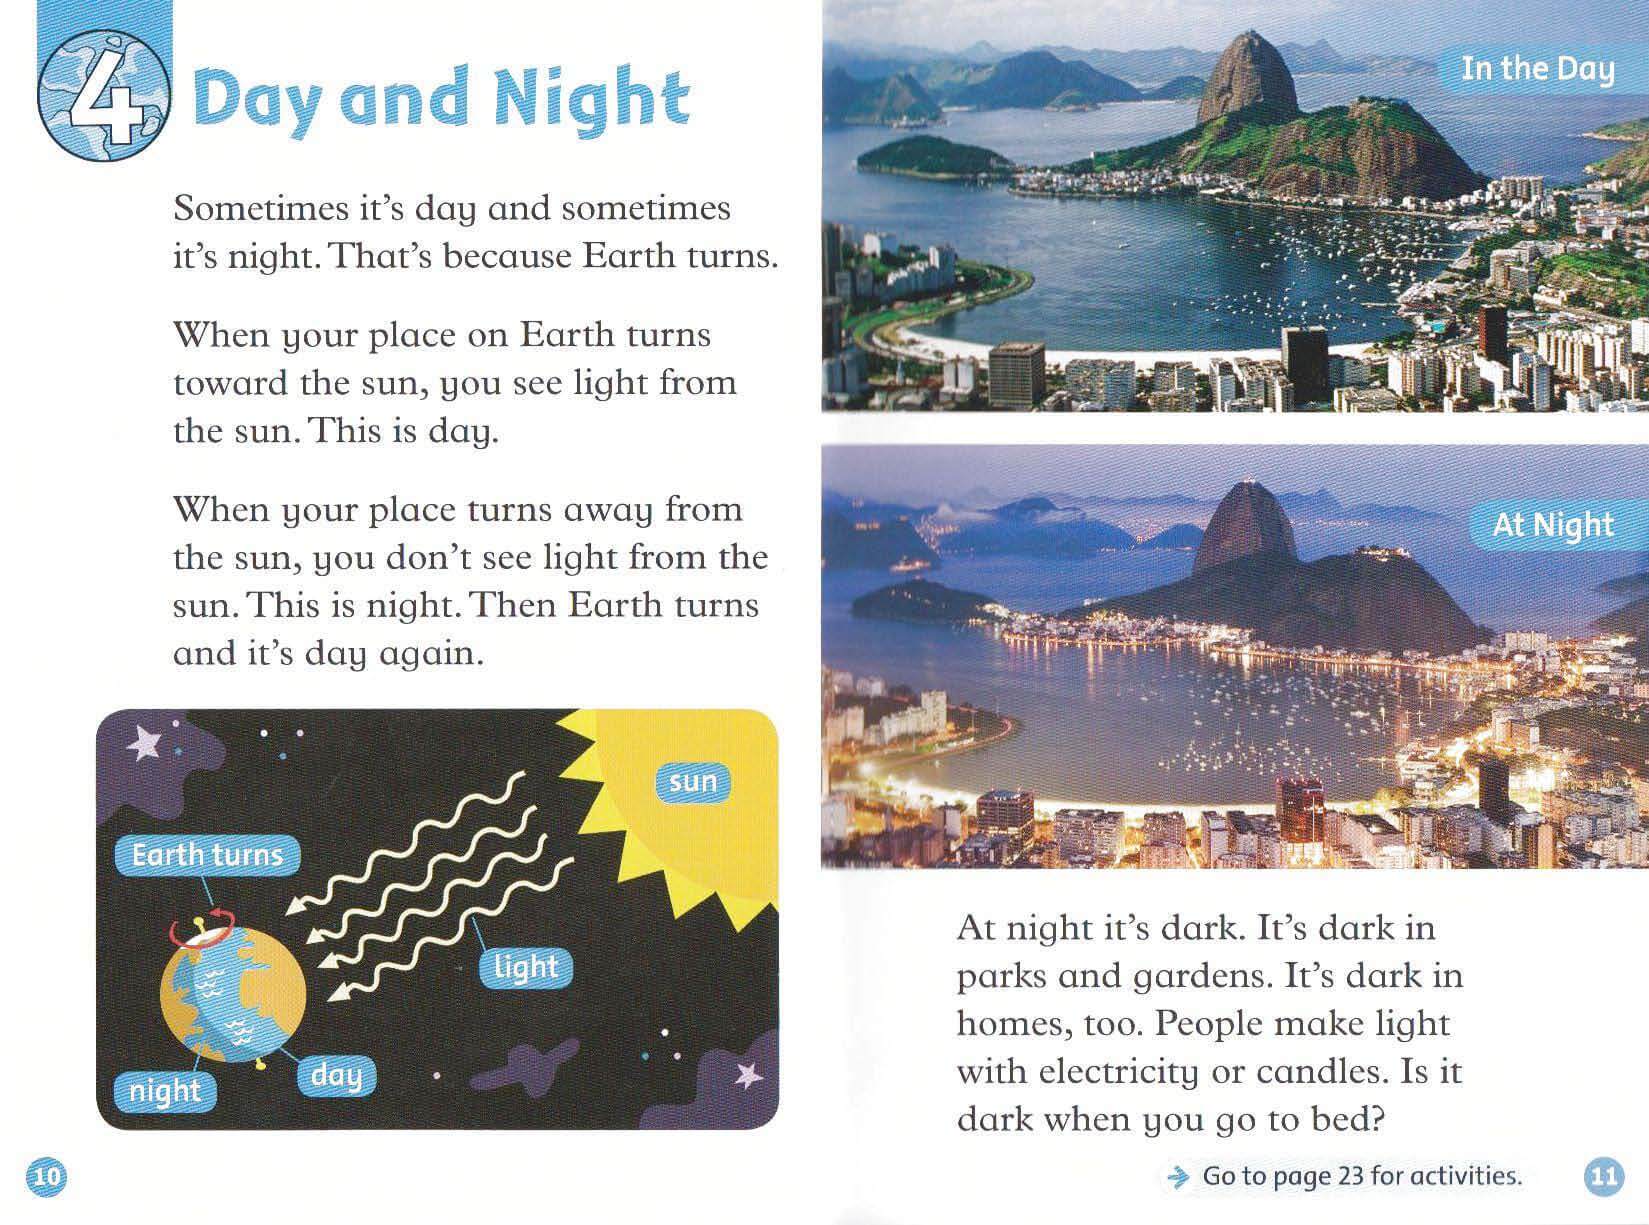 4
Day and Night
Sometimes it's day and sometimes
it's night. That's because Earth turns.
When your place on Earth turns
toward the sun, you see light from
the sun. This is day.
When your place turns away from
the sun, you don't see light from the
sun. This is night. Then Earth turns
and it's day again.
sun
Earth turns
light
night
day
10
In the Day
At Night
At night it's dark. It's dark in
parks and gardens. It's dark in
homes, too. People make light
with electricity or candles. Is it
dark when you go to bed?
Go to page 23 for activities.
11